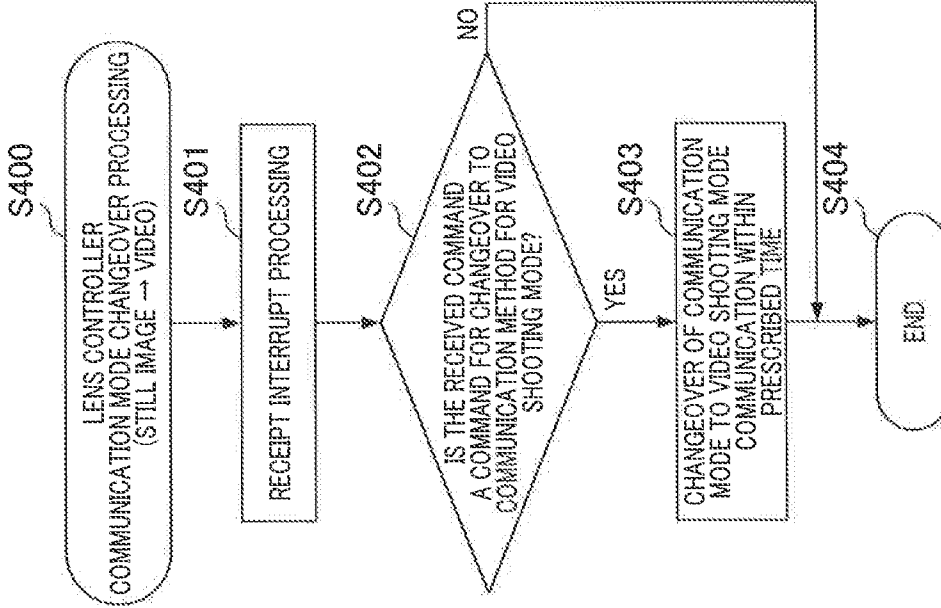 S400
LENS CONTROLLER
COMMUNICATION MODE CHANGEOVER PROCESSING
(STILL IMAGE → VIDEO)
S401
RECEIPT INTERRUPT PROCESSING
S402
IS THE RECEIVED COMMAND
A COMMAND FOR CHANGEOVER TO
COMMUNICATION METHOD FOR VIDEO
SHOOTING MODE?
NO
YES
S403
CHANGEOVER OF COMMUNICATION
MODE TO VIDEO SHOOTING MODE
COMMUNICATION WITHIN
PRESCRIBED TIME
S404
END